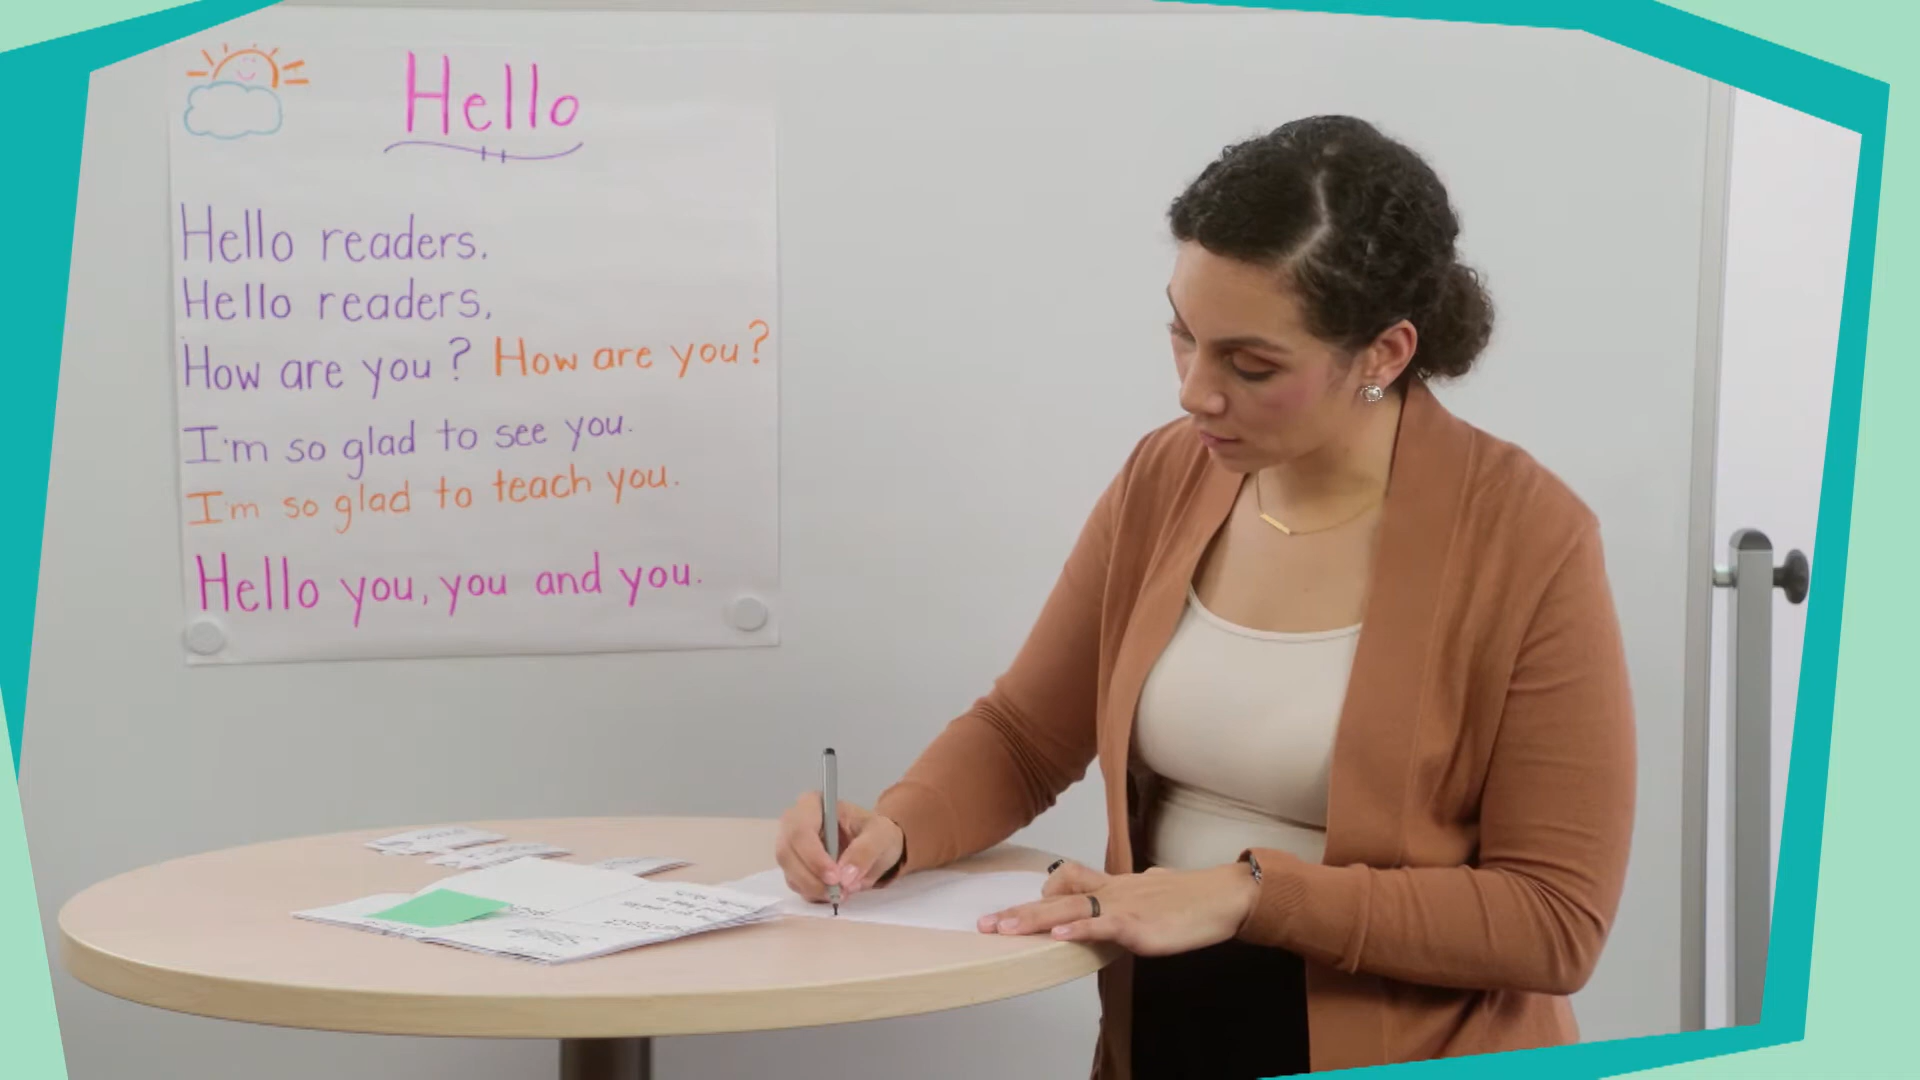 Hello
Hello readers.
Hello readers,
How are you? How are you?
I'm so glad to see you.
I'm so glad to teach you.
Hello you, you and you.